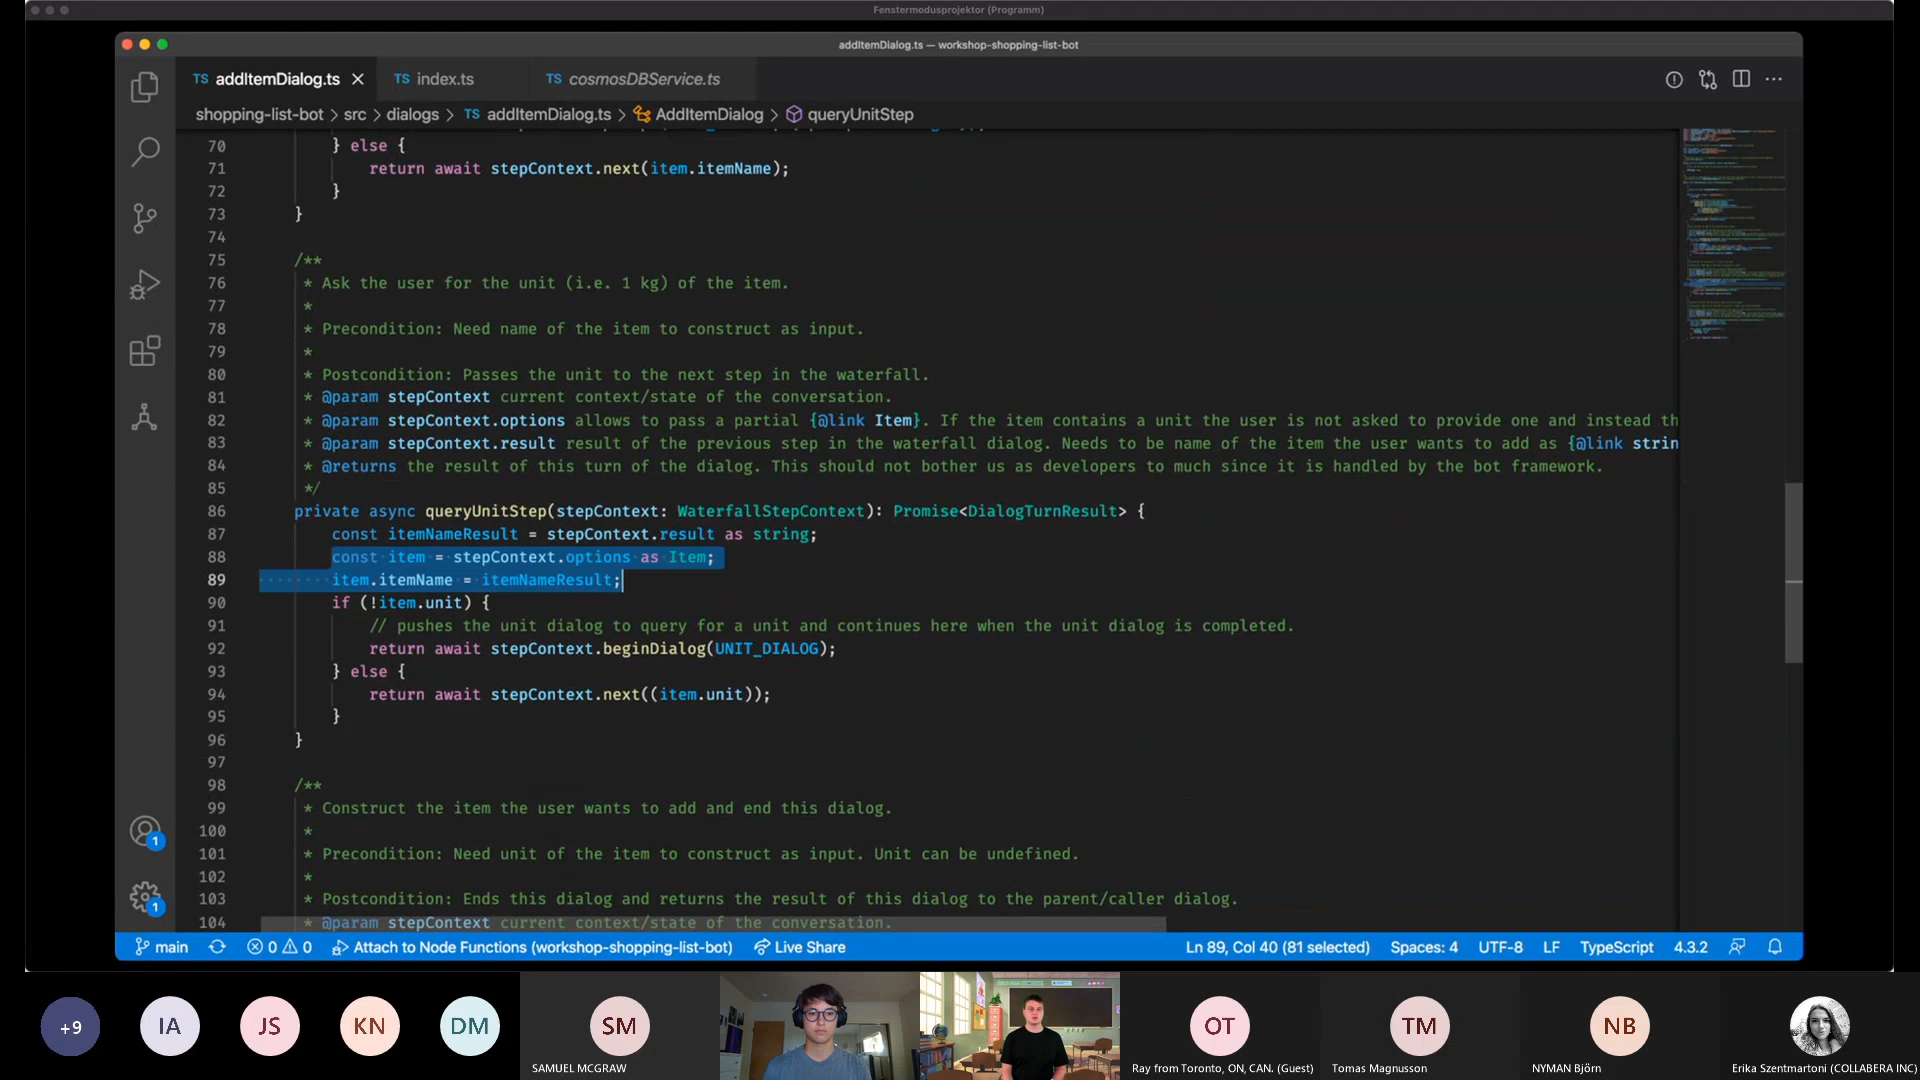 Fenstermodusprojektor (Programm)
addItemDialog.ts — workshop-shopping-list-bot
TS addItemDialog.ts TS index.ts TS cosmosDBService.ts
shopping-list-bot > src > dialogs > TS addItemDialog.ts > AddItemDialog > queryUnitStep
70 } else {
71 return await stepContext.next(item.itemName);
72 }
73 }
74
75 /**
76 * Ask the user for the unit (i.e. 1 kg) of the item.
77 *
78 * Precondition: Need name of the item to construct as input.
79 *
80 * Postcondition: Passes the unit to the next step in the waterfall.
81 * @param stepContext current context/state of the conversation.
82 * @param stepContext.options allows to pass a partial {@link Item}. If the item contains a unit the user is not asked to provide one and instead th
83 * @param stepContext.result result of the previous step in the waterfall dialog. Needs to be name of the item the user wants to add as {@link strin
84 * @returns the result of this turn of the dialog. This should not bother us as developers to much since it is handled by the bot framework.
85 */
86 private async queryUnitStep(stepContext: WaterfallStepContext): Promise<DialogTurnResult> {
87 const itemNameResult = stepContext.result as string;
88 const item = stepContext.options as Item;
89 item.itemName = itemNameResult;
90 if (!item.unit) {
91 // pushes the unit dialog to query for a unit and continues here when the unit dialog is completed.
92 return await stepContext.beginDialog(UNIT_DIALOG);
93 } else {
94 return await stepContext.next((item.unit));
95 }
96 }
97
98 /**
99 * Construct the item the user wants to add and end this dialog.
100 *
101 * Precondition: Need unit of the item to construct as input. Unit can be undefined.
102 *
103 * Postcondition: Ends this dialog and returns the result of this dialog to the parent/caller dialog.
104 * @param stepContext current context/state of the conversation.
1
1
main 0 0 Attach to Node Functions (workshop-shopping-list-bot) Live Share Ln 89, Col 40 (81 selected) Spaces: 4 UTF-8 LF TypeScript 4.3.2
+9 IA JS KN DM SM OT TM NB
SAMUEL MCGRAW Ray from Toronto, ON, CAN. (Guest) Tomas Magnusson NYMAN Björn Erika Szentmartoni (COLLABERA INC)